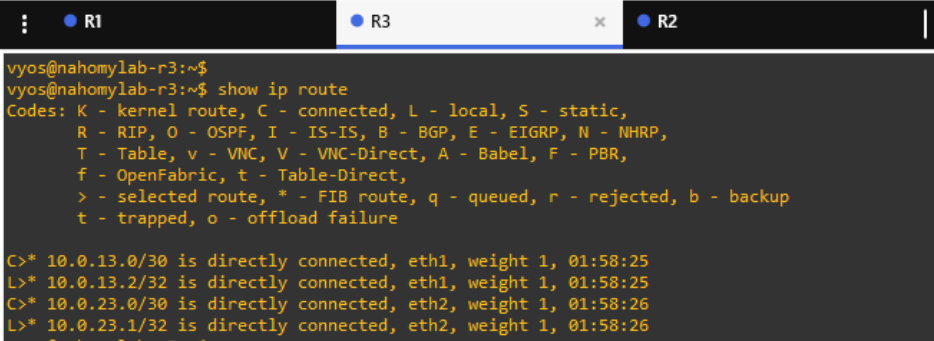 R1
R3
R2
vyos@nahomylab-r3:~$
vyos@nahomylab-r3:~$ show ip route
Codes: K - kernel route, C - connected, L - local, S - static,
       R - RIP, O - OSPF, I - IS-IS, B - BGP, E - EIGRP, N - NHRP,
       T - Table, v - VNC, V - VNC-Direct, A - Babel, F - PBR,
       f - OpenFabric, t - Table-Direct,
       > - selected route, * - FIB route, q - queued, r - rejected, b - backup
       t - trapped, o - offload failure
C>* 10.0.13.0/30 is directly connected, eth1, weight 1, 01:58:25
L>* 10.0.13.2/32 is directly connected, eth1, weight 1, 01:58:25
C>* 10.0.23.0/30 is directly connected, eth2, weight 1, 01:58:26
L>* 10.0.23.1/32 is directly connected, eth2, weight 1, 01:58:26